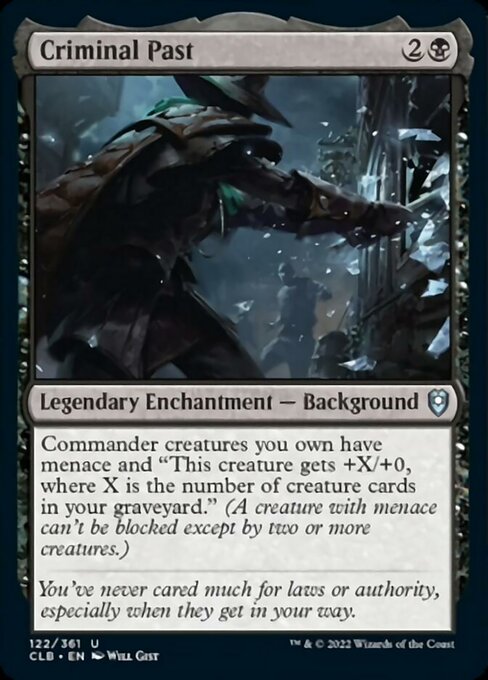 Criminal Past 2
Legendary Enchantment — Background
Commander creatures you own have
menace and “This creature gets +X/+0,
where X is the number of creature cards
in your graveyard.” (A creature with menace
can’t be blocked except by two or more
creatures.)
You’ve never cared much for laws or authority,
especially when they get in your way.
122/361 U
CLB • EN Will Gist
™ & © 2022 Wizards of the Coast